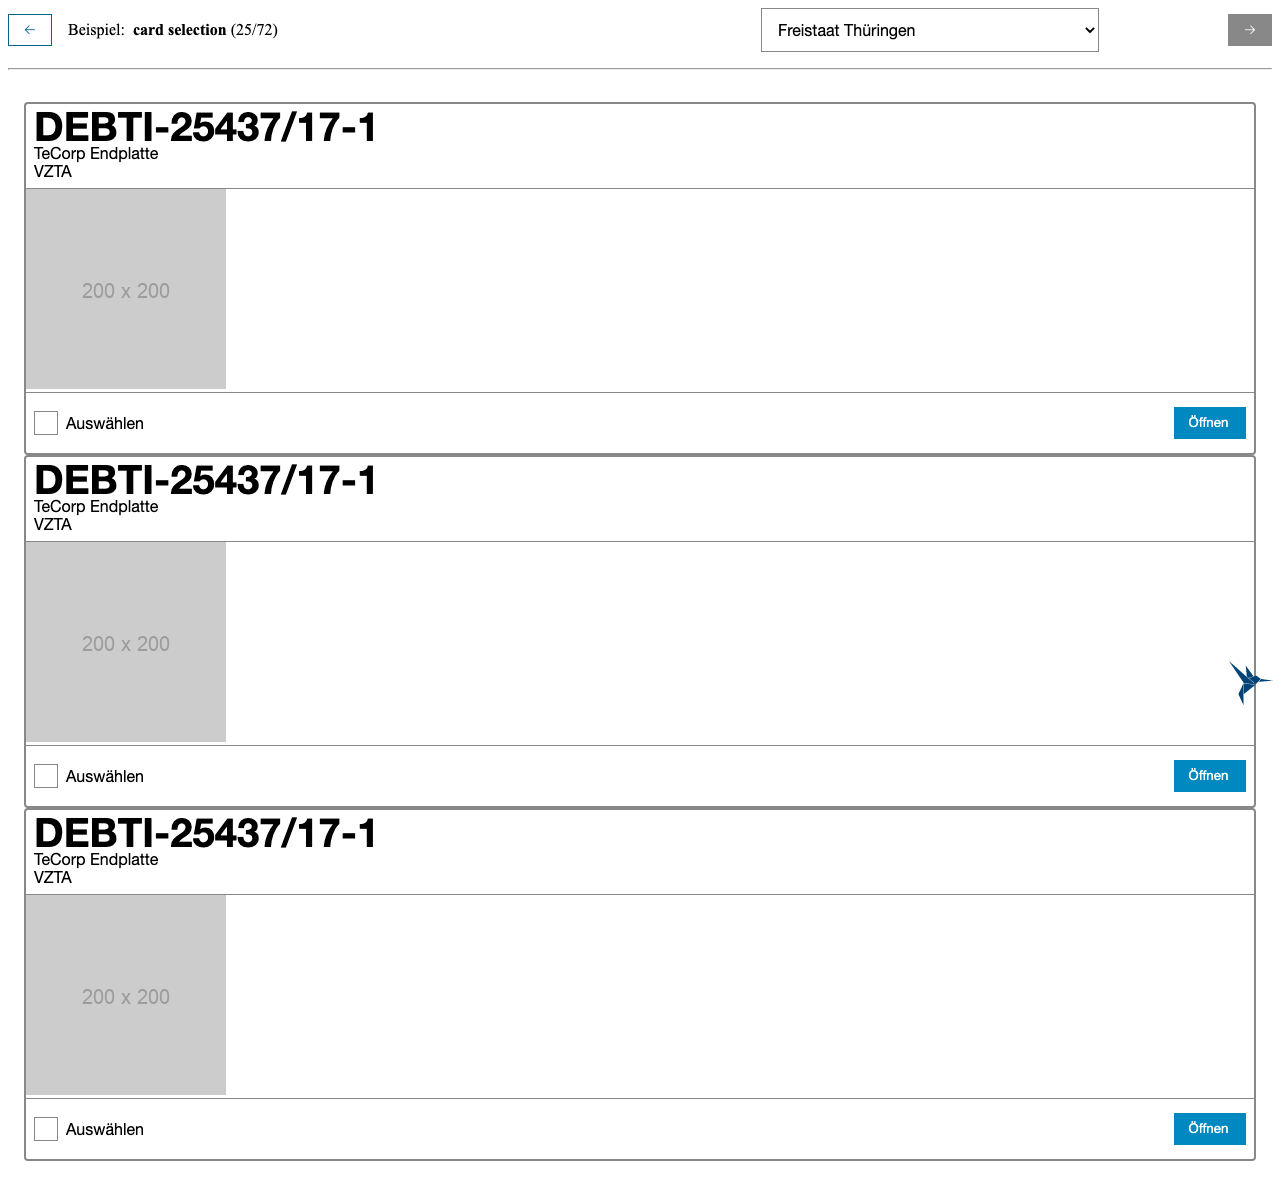 Beispiel: card selection (25/72)
Freistaat Thüringen
DEBTI-25437/17-1
TeCorp Endplatte
VZTA
200 x 200
Auswählen
Öffnen
DEBTI-25437/17-1
TeCorp Endplatte
VZTA
200 x 200
Auswählen
Öffnen
DEBTI-25437/17-1
TeCorp Endplatte
VZTA
200 x 200
Auswählen
Öffnen